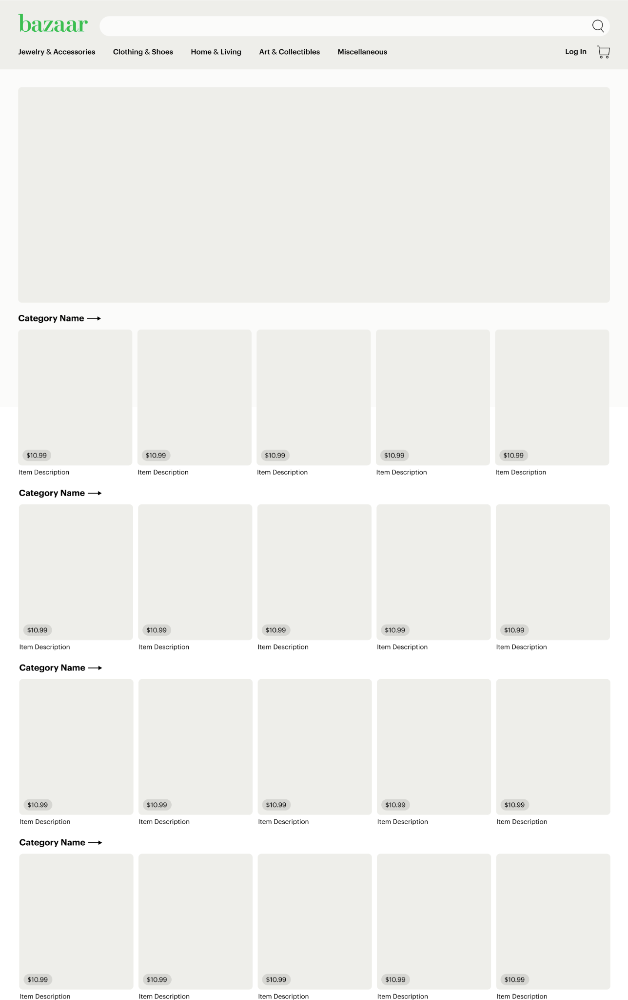 bazaar
Jewelry & Accessories Clothing & Shoes Home & Living Art & Collectibles Miscellaneous Log In
Category Name
$10.99 $10.99 $10.99 $10.99 $10.99
Item Description Item Description Item Description Item Description Item Description
Category Name
$10.99 $10.99 $10.99 $10.99 $10.99
Item Description Item Description Item Description Item Description Item Description
Category Name
$10.99 $10.99 $10.99 $10.99 $10.99
Item Description Item Description Item Description Item Description Item Description
Category Name
$10.99 $10.99 $10.99 $10.99 $10.99
Item Description Item Description Item Description Item Description Item Description